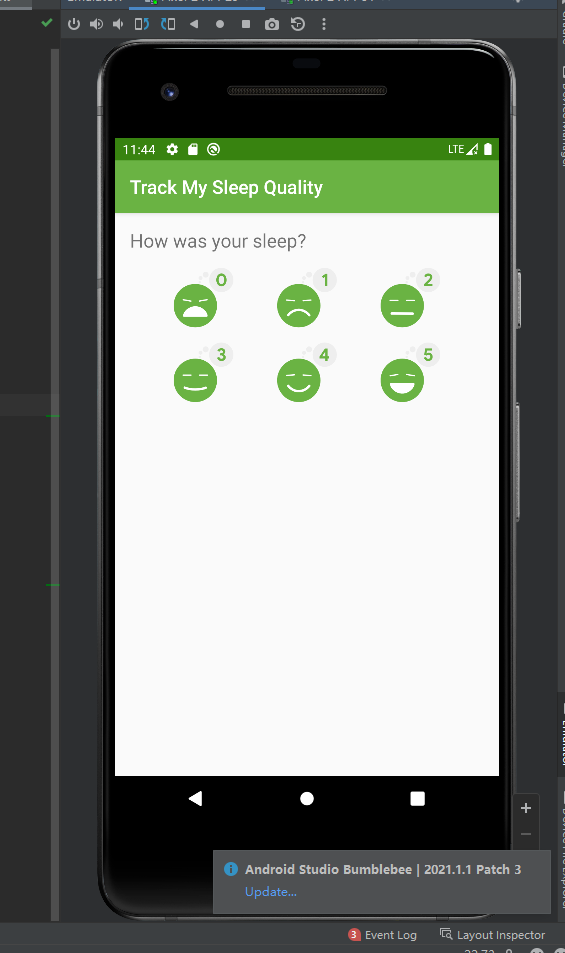 11:44 LTE
Track My Sleep Quality
How was your sleep?
0 1 2
3 4 5
Android Studio Bumblebee | 2021.1.1 Patch 3
Update...
3 Event Log Layout Inspector